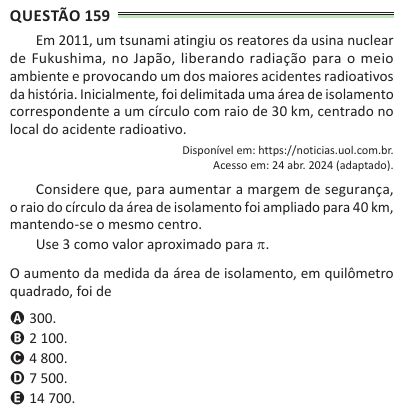 QUESTÃO 159
Em 2011, um tsunami atingiu os reatores da usina nuclear
de Fukushima, no Japão, liberando radiação para o meio
ambiente e provocando um dos maiores acidentes radioativos
da história. Inicialmente, foi delimitada uma área de isolamento
correspondente a um círculo com raio de 30 km, centrado no
local do acidente radioativo.
Disponível em: https://noticias.uol.com.br.
Acesso em: 24 abr. 2024 (adaptado).
Considere que, para aumentar a margem de segurança,
o raio do círculo da área de isolamento foi ampliado para 40 km,
mantendo-se o mesmo centro.
Use 3 como valor aproximado para π.
O aumento da medida da área de isolamento, em quilômetro
quadrado, foi de
A 300.
B 2 100.
C 4 800.
D 7 500.
E 14 700.